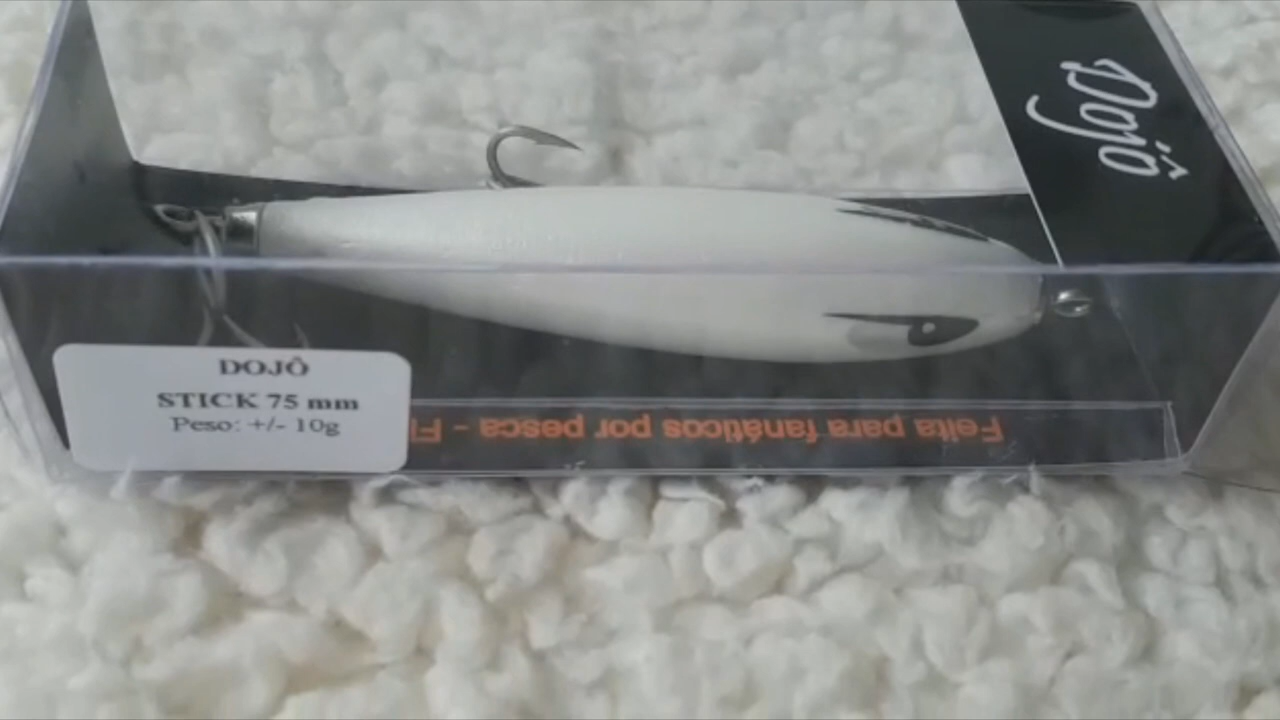 Dojô
DOJÔ
STICK 75 mm
Peso: +/- 10g
Feita para fanáticos por pesca -